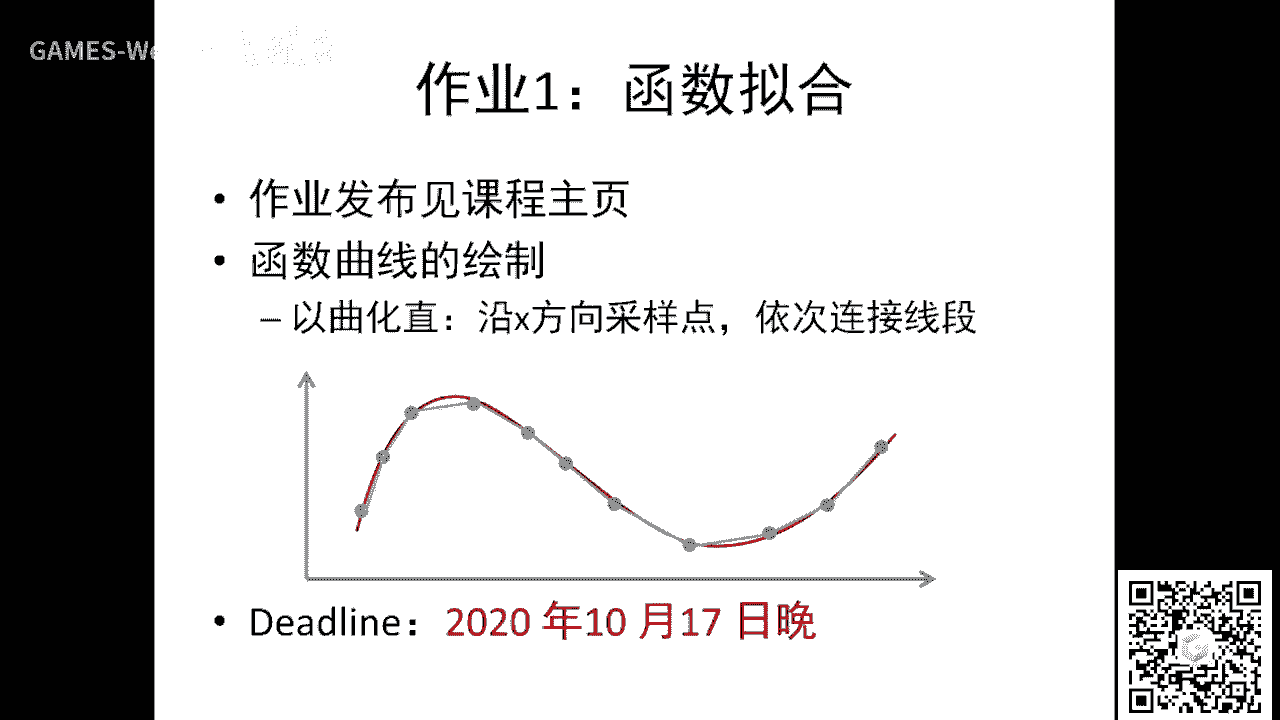 GAMES-We
作业1：函数拟合
• 作业发布见课程主页
• 函数曲线的绘制
– 以曲化直：沿x方向采样点，依次连接线段
• Deadline：2020 年10 月17 日晚